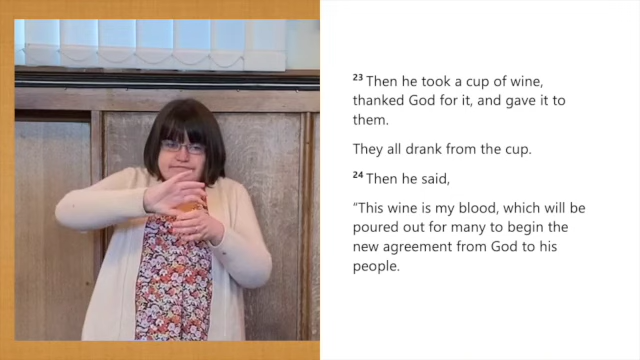 23 Then he took a cup of wine,
thanked God for it, and gave it to
them.
They all drank from the cup.
24 Then he said,
“This wine is my blood, which will be
poured out for many to begin the
new agreement from God to his
people.